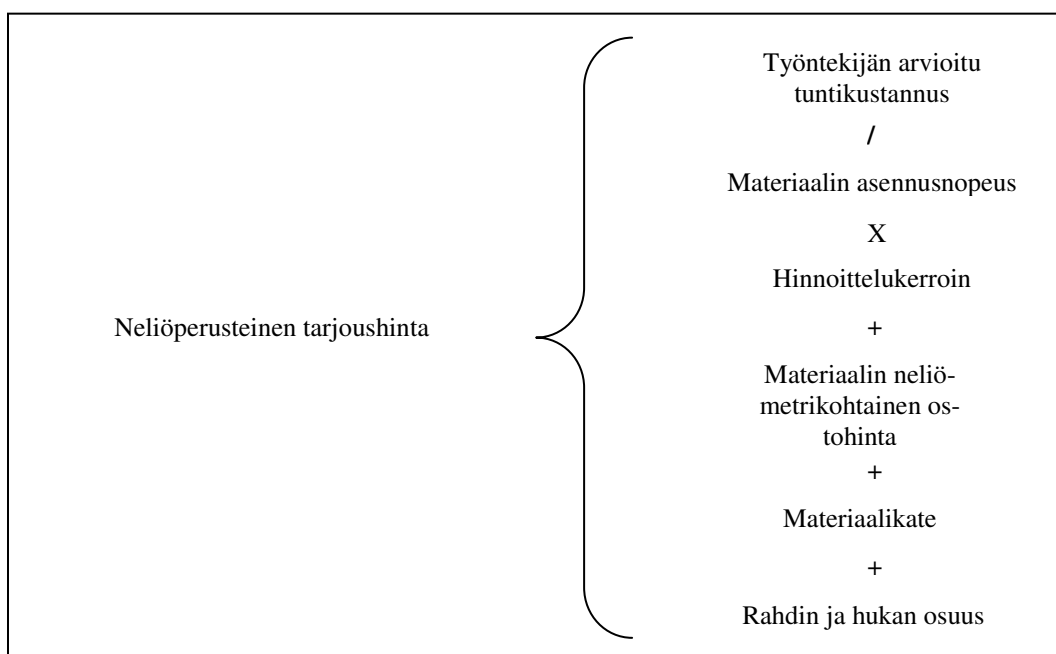 Neliöperusteinen tarjoushinta
Työntekijän arvioitu
tuntikustannus
/
Materiaalin asennusnopeus
X
Hinnoittelukerroin
+
Materiaalin neliö-
metrikohtainen os-
tohinta
+
Materiaalikate
+
Rahdin ja hukan osuus